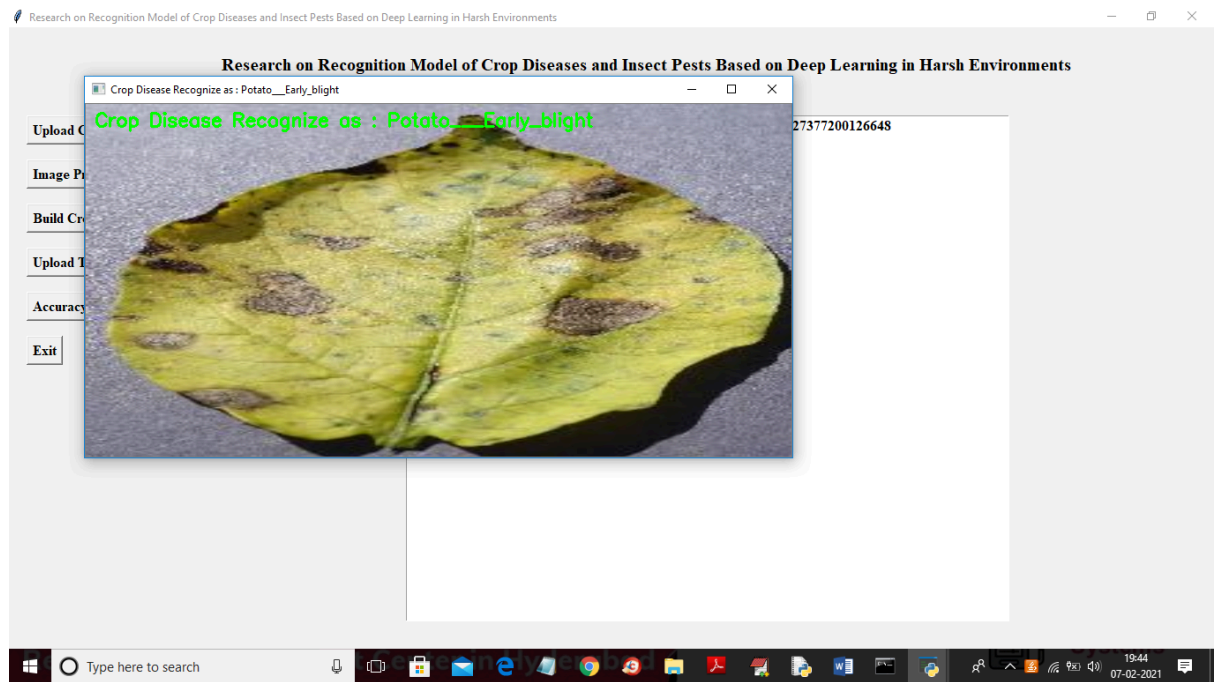 Research on Recognition Model of Crop Diseases and Insect Pests Based on Deep Learning in Harsh Environments
Research on Recognition Model of Crop Diseases and Insect Pests Based on Deep Learning in Harsh Environments
Crop Disease Recognize as : Potato___Early_blight
Crop Disease Recognize as : Potato___Early_blight
Upload
27377200126648
Image
Build
Upload
Accuracy
Exit
Type here to search
19:44
07-02-2021